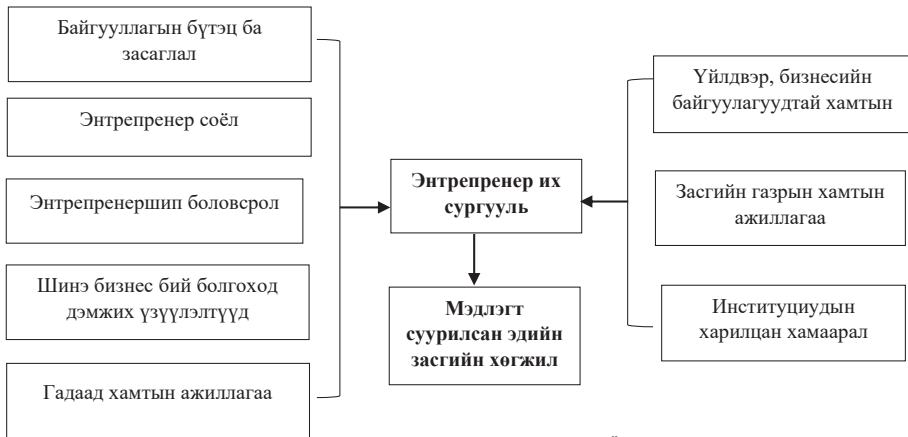 Байгууллагын бүтэц ба
засаглал
Энтрепренер соёл
Энтрепренершип боловсрол
Шинэ бизнес бий болгоход
дэмжих үзүүлэлтүүд
Гадаад хамтын ажиллагаа
Энтрепренер их
сургууль
Мэдлэгт
суурилсан эдийн
засгийн хөгжил
Үйлдвэр, бизнесийн
байгуулагуудтай хамтын
Засгийн газрын хамтын
ажиллагаа
Институциудын
харилцан хамаарал